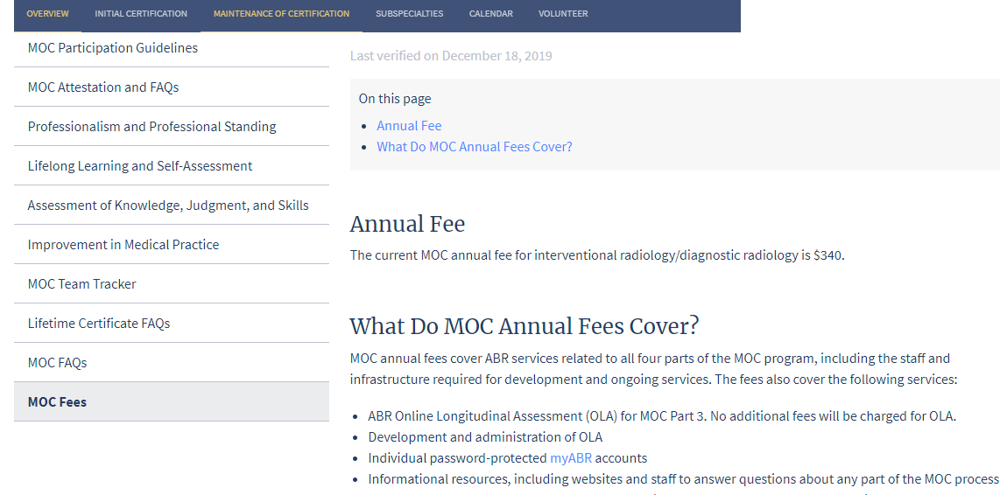 OVERVIEW INITIAL CERTIFICATION MAINTENANCE OF CERTIFICATION SUBSPECIALTIES CALENDAR VOLUNTEER
MOC Participation Guidelines
MOC Attestation and FAQs
Professionalism and Professional Standing
Lifelong Learning and Self-Assessment
Assessment of Knowledge, Judgment, and Skills
Improvement in Medical Practice
MOC Team Tracker
Lifetime Certificate FAQs
MOC FAQs
MOC Fees
Last verified on December 18, 2019
On this page
• Annual Fee
• What Do MOC Annual Fees Cover?
Annual Fee
The current MOC annual fee for interventional radiology/diagnostic radiology is $340.
What Do MOC Annual Fees Cover?
MOC annual fees cover ABR services related to all four parts of the MOC program, including the staff and
infrastructure required for development and ongoing services. The fees also cover the following services:
• ABR Online Longitudinal Assessment (OLA) for MOC Part 3. No additional fees will be charged for OLA.
• Development and administration of OLA
• Individual password-protected myABR accounts
• Informational resources, including websites and staff to answer questions about any part of the MOC process